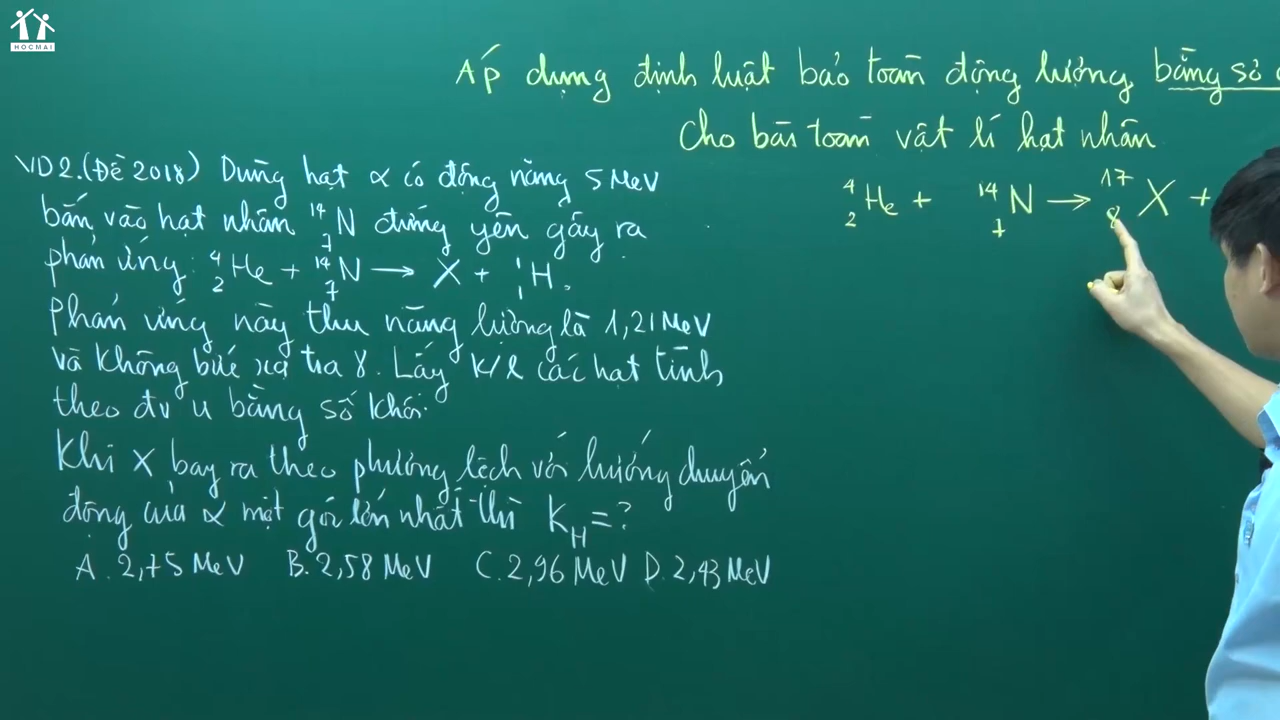 HOCMAI
Áp dụng định luật bảo toàn động lượng bằng số
Cho bài toán vật lí hạt nhân
VD2.(Đề 2018) Dùng hạt α có động năng 5 MeV
bắn vào hạt nhân ¹⁴₇N đứng yên gây ra
phản ứng: ⁴₂He + ¹⁴₇N → X + ¹₁H.
Phản ứng này thu năng lượng là 1,21 MeV
và không bức xạ tia γ. Lấy k/l các hạt tính
theo đv u bằng số khối.
Khi X bay ra theo phương lệch với hướng chuyển
động của α một góc lớn nhất thì K_H = ?
A. 2,75 MeV B. 2,58 MeV C. 2,96 MeV D. 2,43 MeV
⁴₂He + ¹⁴₇N → ¹⁷₈X +